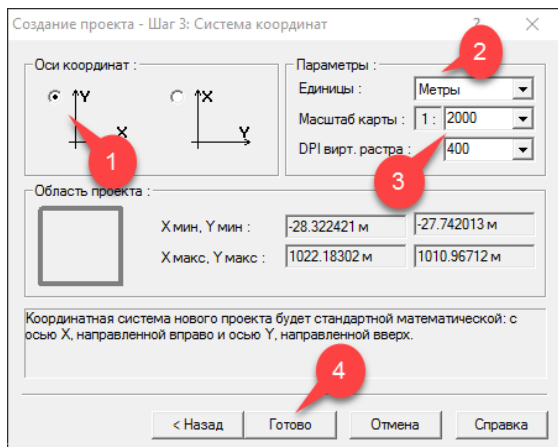 Создание проекта - Шаг 3: Система координат ? ×
Оси координат :
Y
X
X
Y
1
Параметры :
2
Единицы : Метры
Масштаб карты : 1 : 2000
DPI вирт. растра : 400
3
Область проекта :
X мин, Y мин : -28.322421 м -27.742013 м
X макс, Y макс : 1022.18302 м 1010.96712 м
Координатная система нового проекта будет стандартной математической: с
осью X, направленной вправо и осью Y, направленной вверх.
4
< Назад Готово Отмена Справка